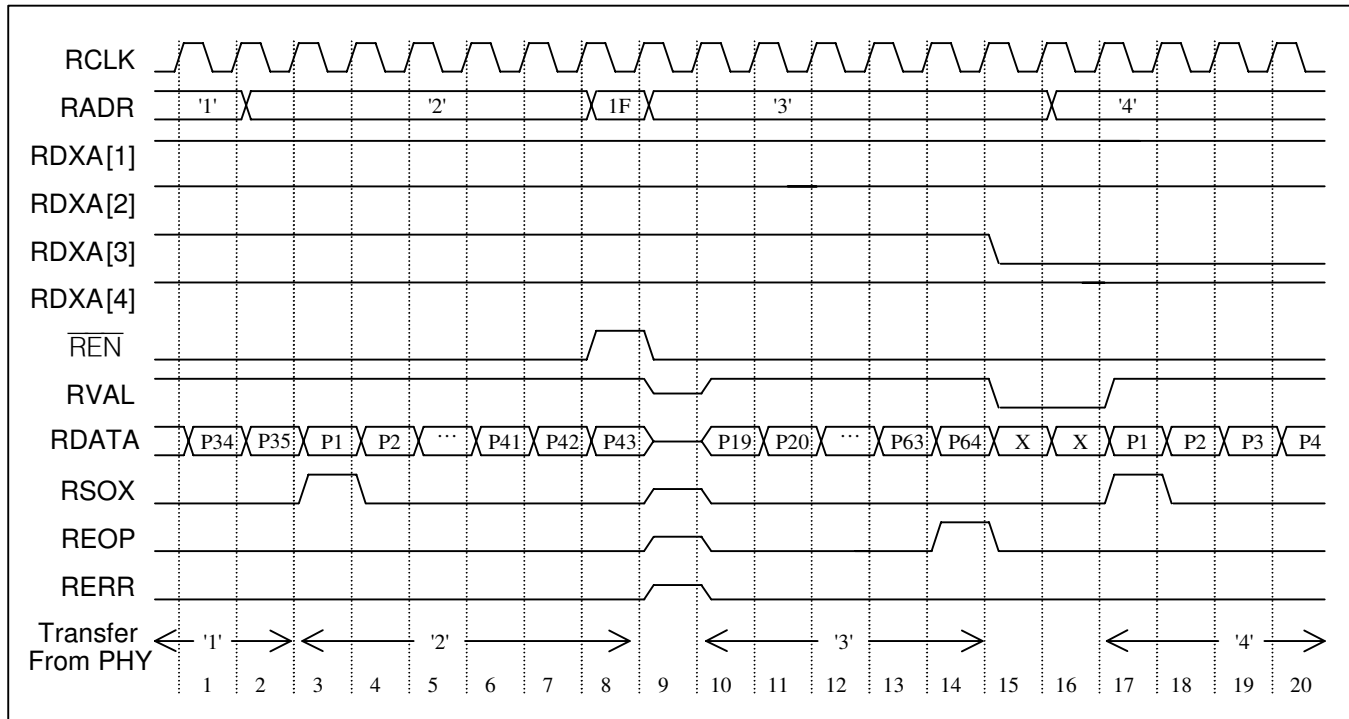 RCLK
RADR '1' '2' 1F '3' '4'
RDXA[1]
RDXA[2]
RDXA[3]
RDXA[4]
REN
RVAL
RDATA P34 P35 P1 P2 ... P41 P42 P43 P19 P20 ... P63 P64 X X P1 P2 P3 P4
RSOX
REOP
RERR
Transfer
From PHY '1' '2' '3' '4'
1 2 3 4 5 6 7 8 9 10 11 12 13 14 15 16 17 18 19 20